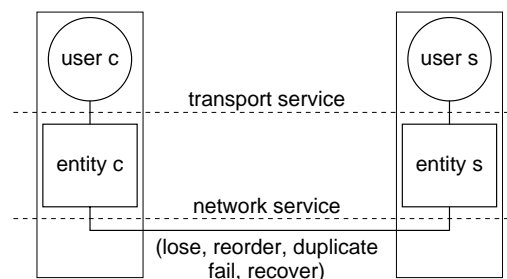 user c
user s
transport service
entity c
entity s
network service
(lose, reorder, duplicate
fail, recover)